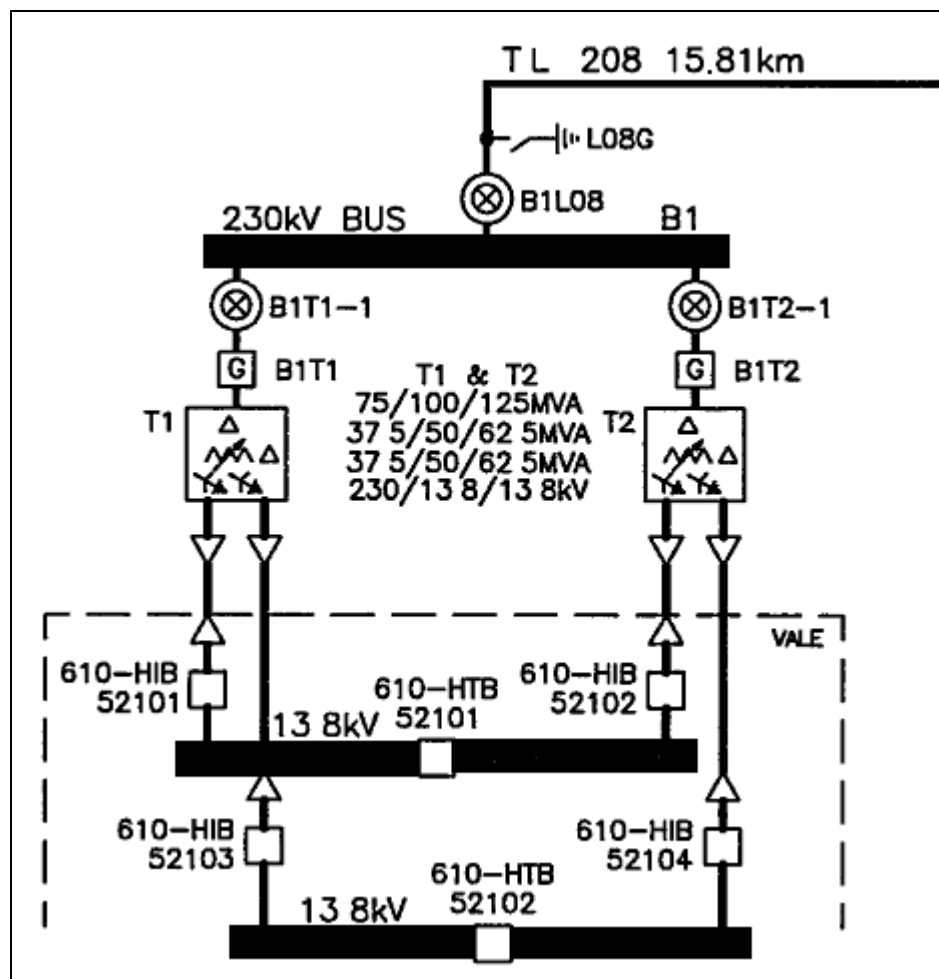 TL 208 15.81km
L08G
B1L08
230kV BUS B1
B1T1-1
B1T2-1
G B1T1
G B1T2
T1 & T2
75/100/125MVA
37 5/50/62 5MVA
37 5/50/62 5MVA
230/13 8/13 8kV
T1
T2
VALE
610-HIB
52101
610-HTB
52101
610-HIB
52102
13 8kV
610-HIB
52103
610-HTB
52102
610-HIB
52104
13 8kV